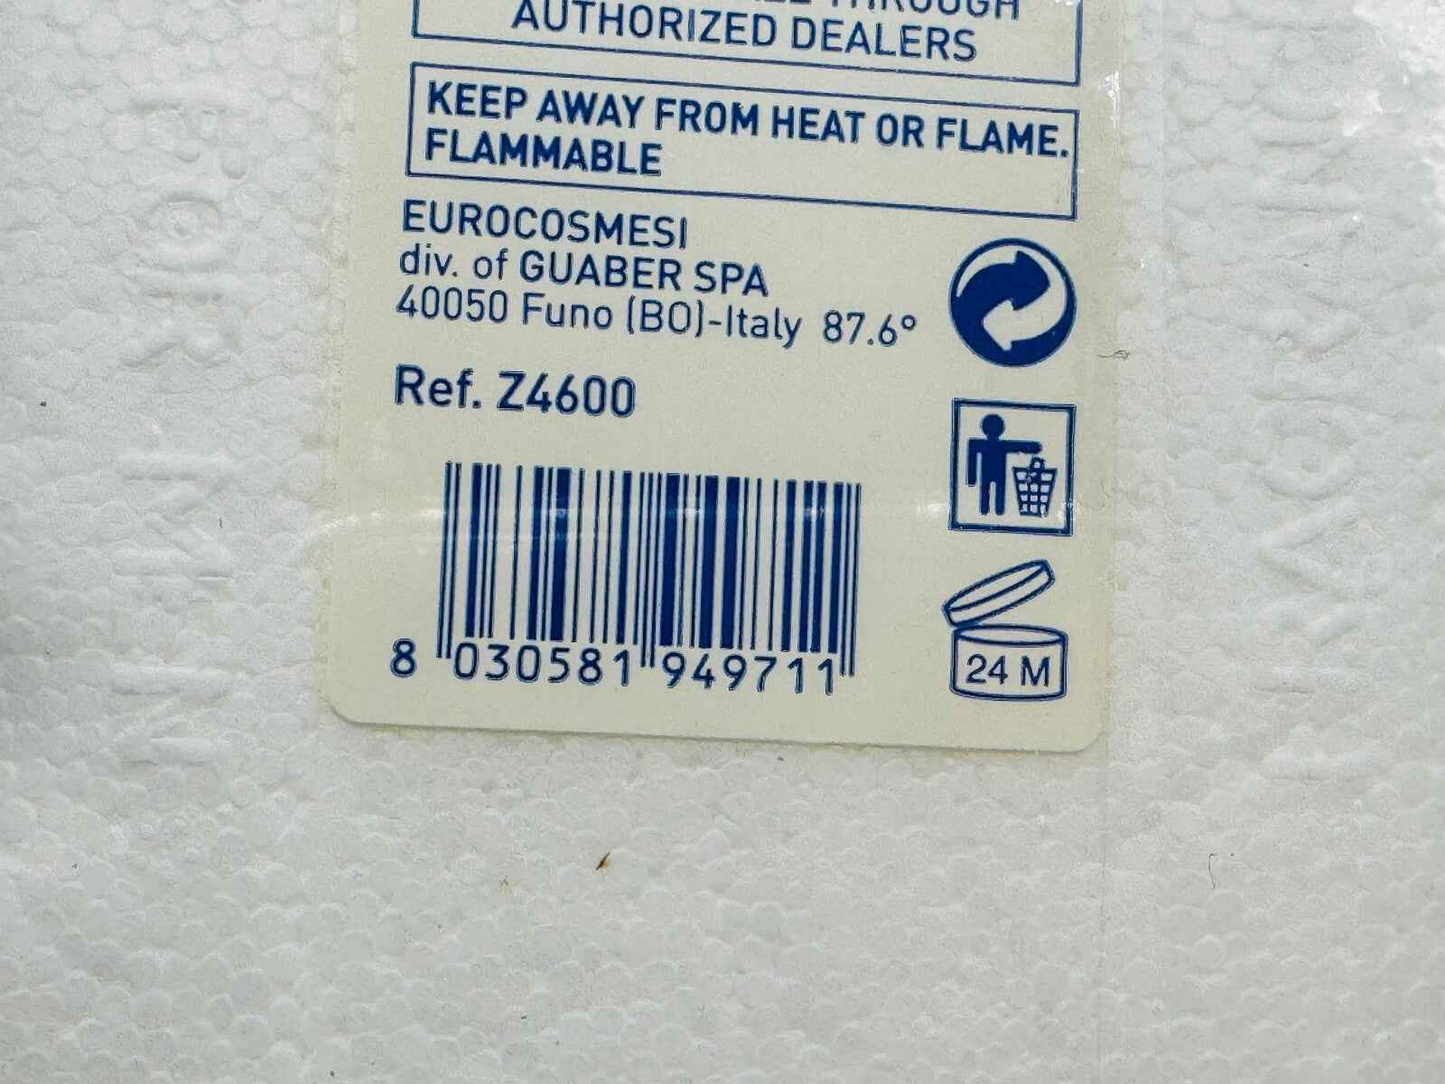 THROUGH
AUTHORIZED DEALERS
KEEP AWAY FROM HEAT OR FLAME.
FLAMMABLE
EUROCOSMESI
div. of GUABER SPA
40050 Funo (BO)-Italy 87.6°
Ref. Z4600
8 030581 949711
24 M